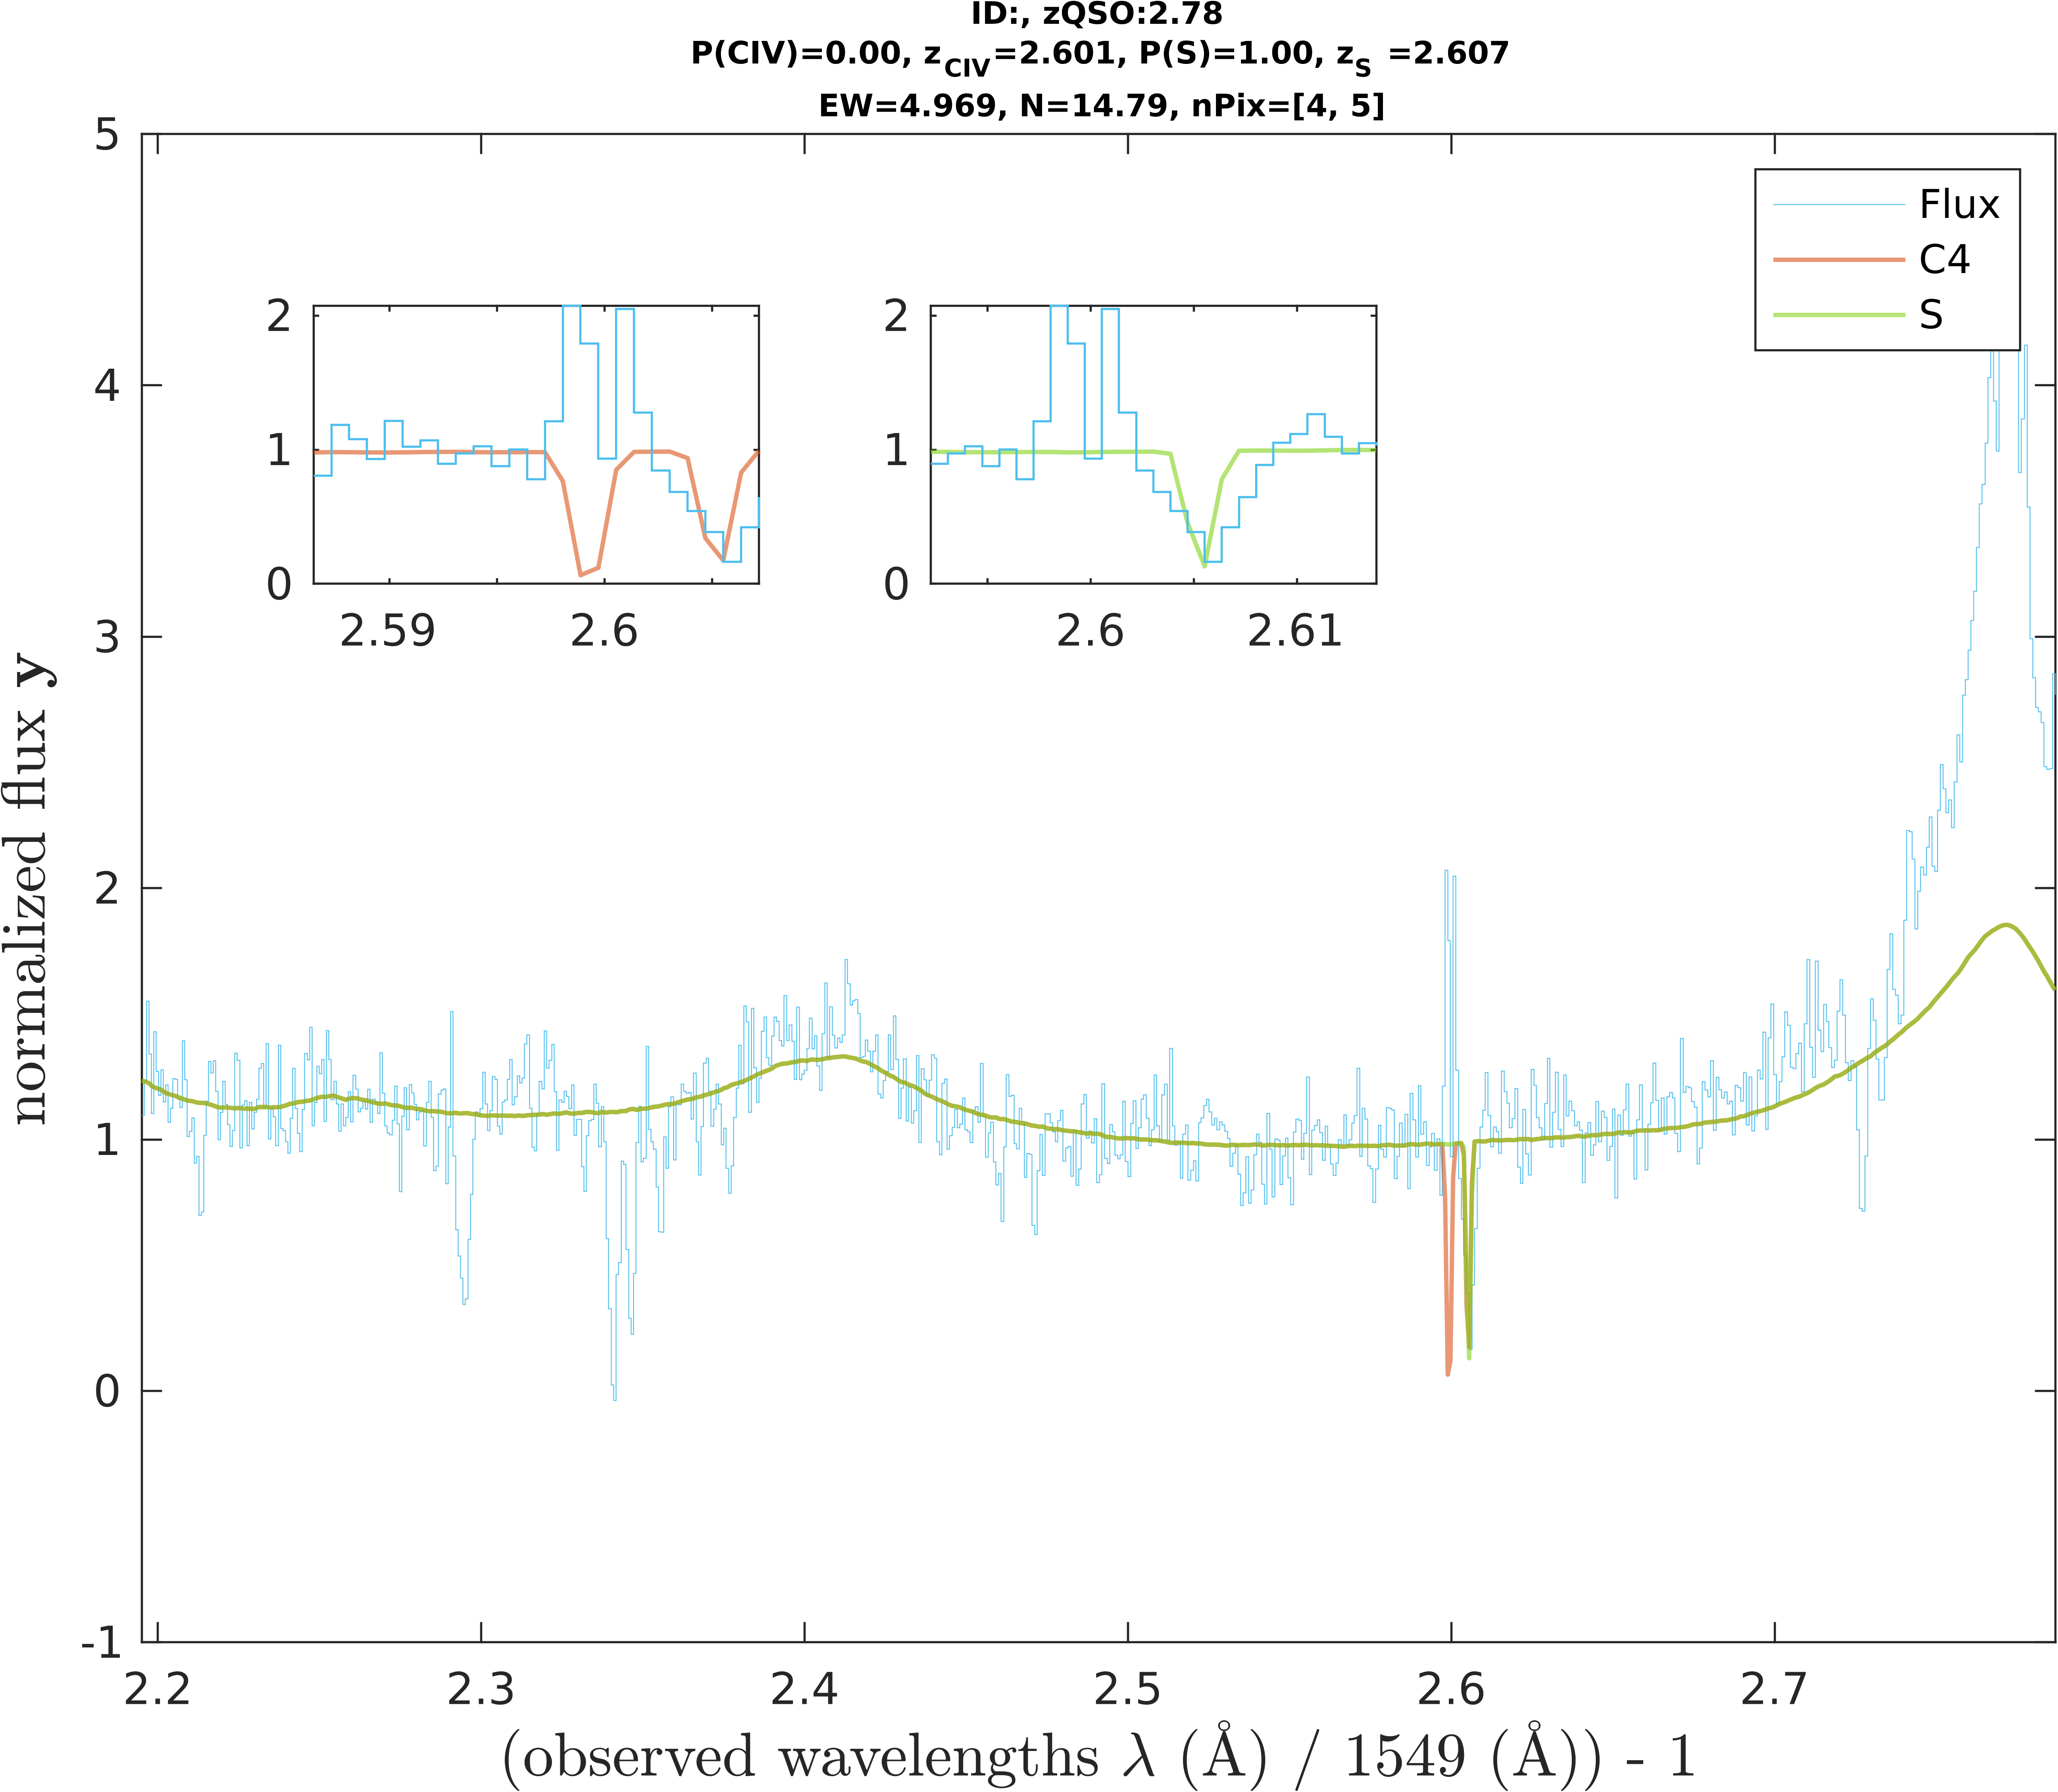 ID:, zQSO:2.78
P(CIV)=0.00, zCIV=2.601, P(S)=1.00, zS =2.607
EW=4.969, N=14.79, nPix=[4, 5]
5
4
3
2
1
0
-1
normalized flux y
Flux
C4
S
2
1
0
2.59
2.6
2
1
0
2.6
2.61
2.2
2.3
2.4
2.5
2.6
2.7
(observed wavelengths λ (Å) / 1549 (Å)) - 1